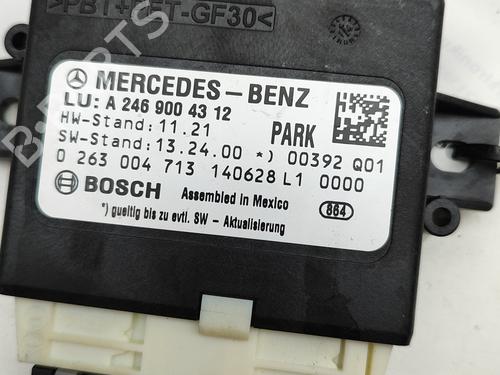 >PBT+PET-GF30<
MERCEDES-BENZ
LU: A 246 900 43 12
HW-Stand: 11.21 PARK
SW-Stand: 13.24.00 *) 00392 Q01
0 263 004 713 140628 L1 0000
BOSCH Assembled in Mexico 864
*) gueltig bis zu evtl. SW - Aktualisierung